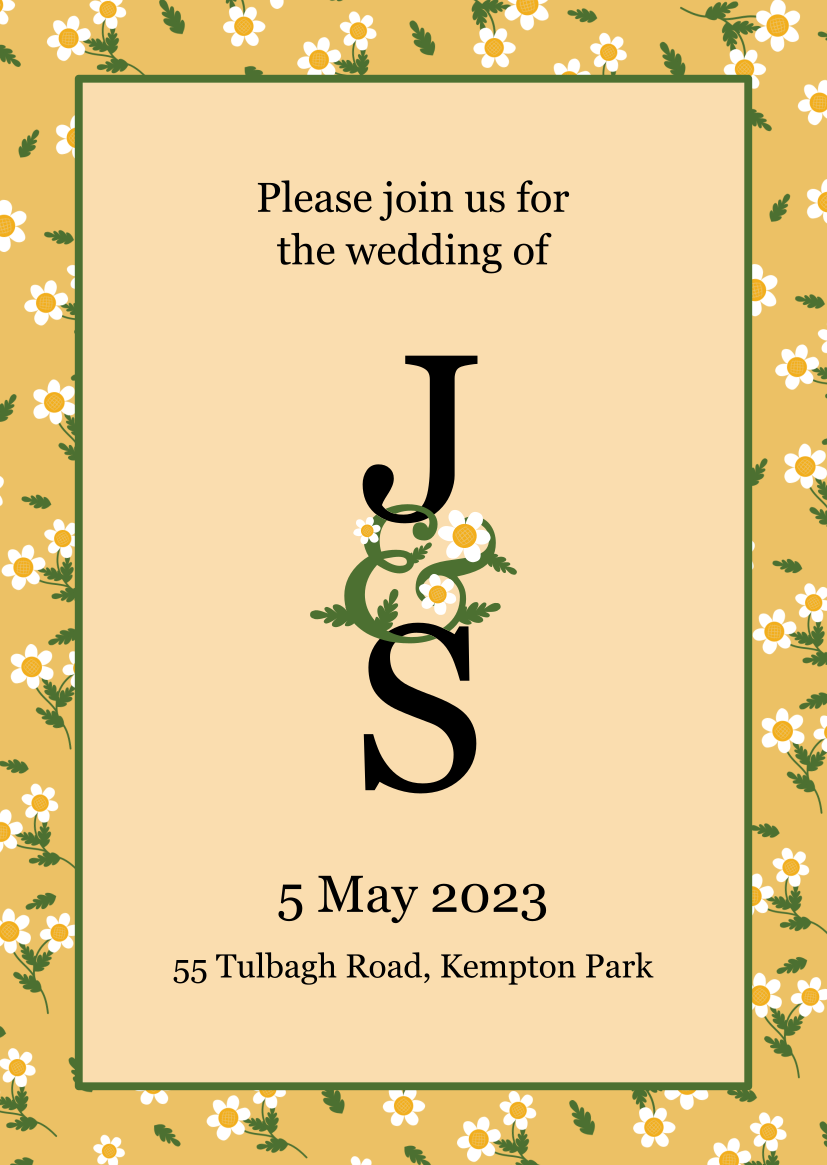 Please join us for
the wedding of
J
&
S
5 May 2023
55 Tulbagh Road, Kempton Park